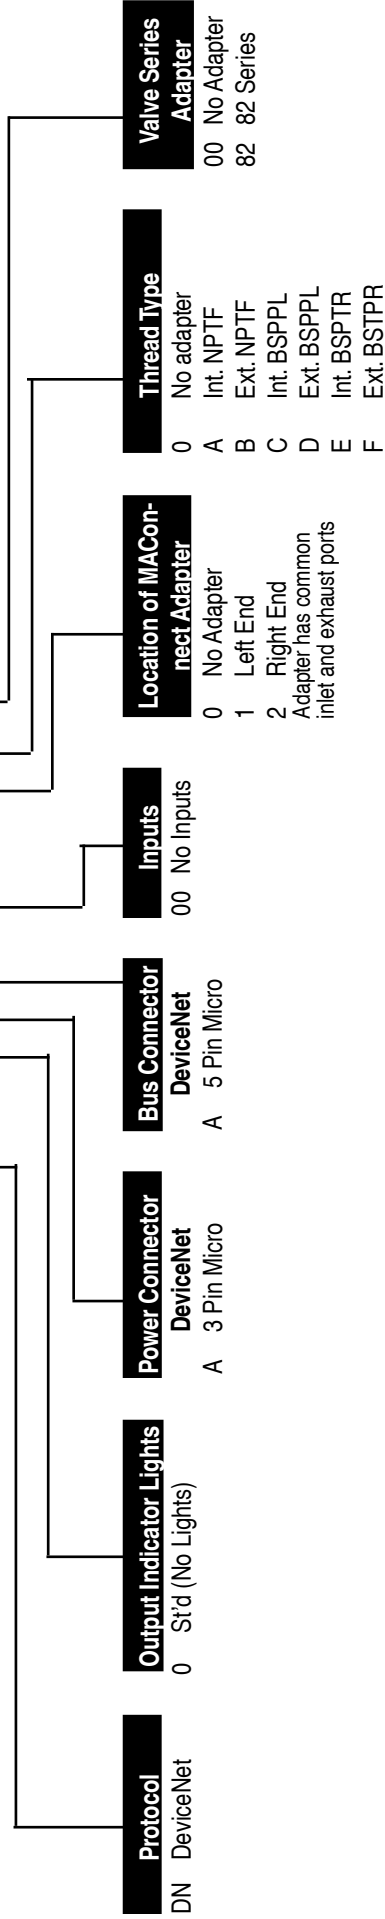 Protocol
DN DeviceNet
Output Indicator Lights
0 St'd (No Lights)
Power Connector
DeviceNet
A 3 Pin Micro
Bus Connector
DeviceNet
A 5 Pin Micro
Inputs
00 No Inputs
Location of MACon-
nect Adapter
0 No Adapter
1 Left End
2 Right End
Adapter has common
inlet and exhaust ports
Thread Type
0 No adapter
A Int. NPTF
B Ext. NPTF
C Int. BSPPL
D Ext. BSPPL
E Int. BSPTR
F Ext. BSTPR
Valve Series
Adapter
00 No Adapter
82 82 Series